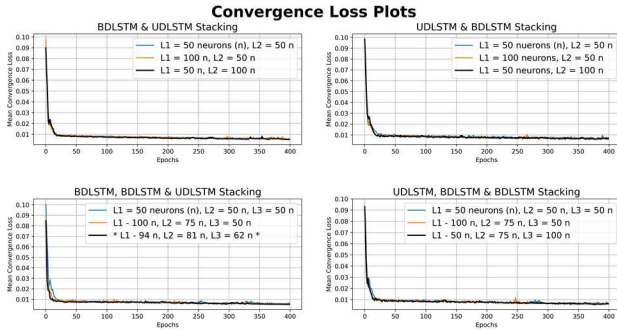 Convergence Loss Plots
BDLSTM & UDLSTM Stacking
Mean Convergence Loss
0.10
0.09
0.08
0.07
0.06
0.05
0.04
0.03
0.02
0.01
L1 = 50 neurons (n), L2 = 50 n
L1 = 100 n, L2 = 50 n
L1 = 50 n, L2 = 100 n
0 50 100 150 200 250 300 350 400
Epochs
UDLSTM & BDLSTM Stacking
Mean Convergence Loss
0.10
0.09
0.08
0.07
0.06
0.05
0.04
0.03
0.02
0.01
L1 = 50 neurons (n), L2 = 50 n
L1 = 100 neurons, L2 = 50 n
L1 = 50 neurons, L2 = 100 n
0 50 100 150 200 250 300 350 400
Epochs
BDLSTM, BDLSTM & UDLSTM Stacking
Mean Convergence Loss
0.10
0.09
0.08
0.07
0.06
0.05
0.04
0.03
0.02
0.01
L1 = 50 neurons (n), L2 = 50 n, L3 = 50 n
L1 - 100 n, L2 = 75 n, L3 = 50 n
* L1 - 94 n, L2 = 81 n, L3 = 62 n *
0 50 100 150 200 250 300 350 400
Epochs
UDLSTM, BDLSTM & BDLSTM Stacking
Mean Convergence Loss
0.10
0.09
0.08
0.07
0.06
0.05
0.04
0.03
0.02
0.01
L1 = 50 neurons (n), L2 = 50 n, L3 = 50 n
L1 - 100 n, L2 = 75 n, L3 = 50 n
L1 - 50 n, L2 = 75 n, L3 = 100 n
0 50 100 150 200 250 300 350 400
Epochs